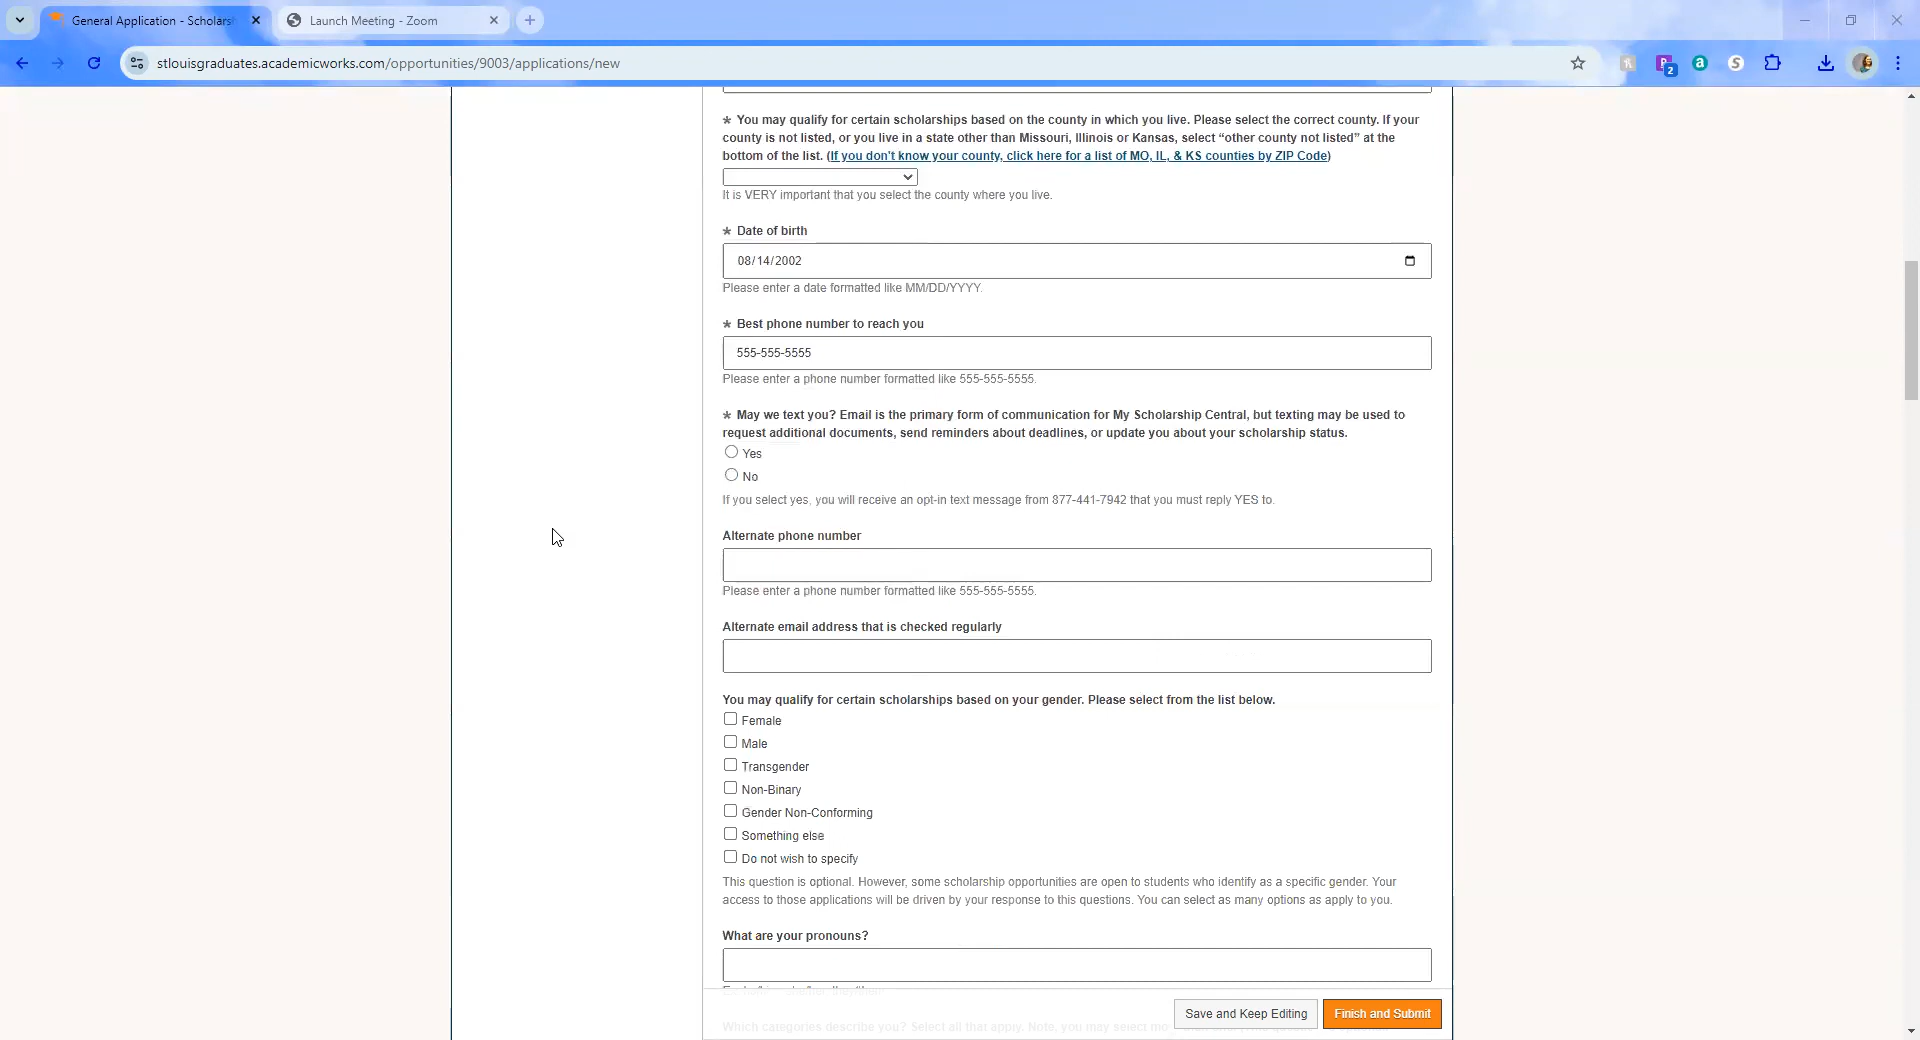 General Application - Scholars
Launch Meeting - Zoom
stlouisgraduates.academicworks.com/opportunities/9003/applications/new
2
a
S
* You may qualify for certain scholarships based on the county in which you live. Please select the correct county. If your
county is not listed, or you live in a state other than Missouri, Illinois or Kansas, select “other county not listed” at the
bottom of the list. (If you don't know your county, click here for a list of MO, IL, & KS counties by ZIP Code)
It is VERY important that you select the county where you live.
* Date of birth
08/14/2002
Please enter a date formatted like MM/DD/YYYY.
* Best phone number to reach you
555-555-5555
Please enter a phone number formatted like 555-555-5555.
* May we text you? Email is the primary form of communication for My Scholarship Central, but texting may be used to
request additional documents, send reminders about deadlines, or update you about your scholarship status.
Yes
No
If you select yes, you will receive an opt-in text message from 877-441-7942 that you must reply YES to.
Alternate phone number
Please enter a phone number formatted like 555-555-5555.
Alternate email address that is checked regularly
You may qualify for certain scholarships based on your gender. Please select from the list below.
Female
Male
Transgender
Non-Binary
Gender Non-Conforming
Something else
Do not wish to specify
This question is optional. However, some scholarship opportunities are open to students who identify as a specific gender. Your
access to those applications will be driven by your response to this questions. You can select as many options as apply to you.
What are your pronouns?
Save and Keep Editing
Finish and Submit
Which categories describe you? Select all that apply. Note, you may select mo